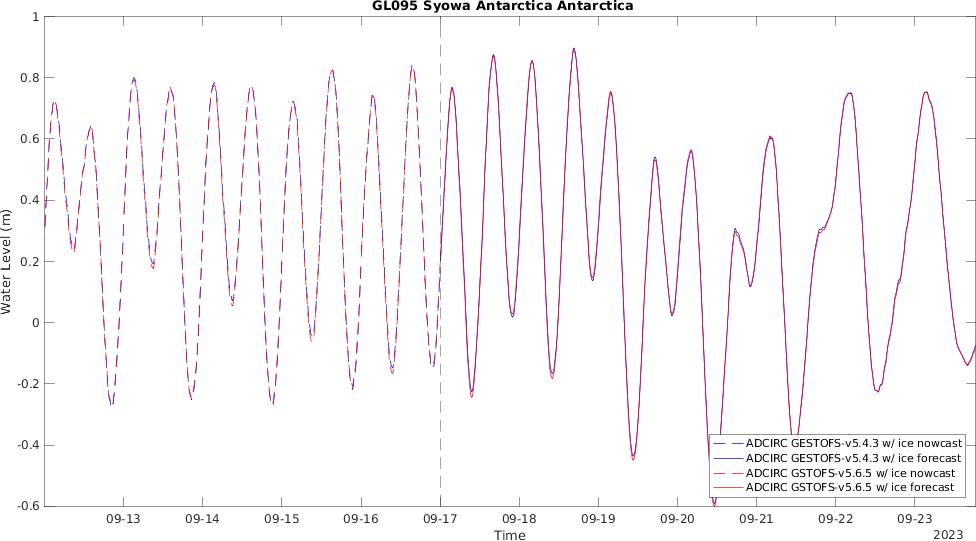 GL095 Syowa Antarctica Antarctica
1
0.8
0.6
0.4
0.2
0
-0.2
-0.4
-0.6
Water Level (m)
ADCIRC GESTOFS-v5.4.3 w/ ice nowcast
ADCIRC GESTOFS-v5.4.3 w/ ice forecast
ADCIRC GSTOFS-v5.6.5 w/ ice nowcast
ADCIRC GSTOFS-v5.6.5 w/ ice forecast
09-13 09-14 09-15 09-16 09-17 09-18 09-19 09-20 09-21 09-22 09-23
Time
2023